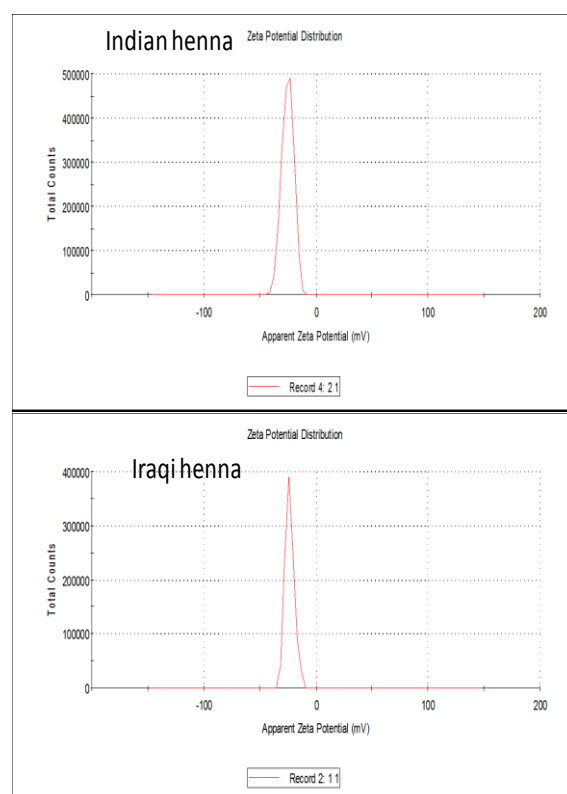 Indian henna
Zeta Potential Distribution
500000
400000
300000
200000
100000
0
Total Counts
-100 0 100 200
Apparent Zeta Potential (mV)
Record 4: 2 1
Zeta Potential Distribution
Iraqi henna
400000
300000
200000
100000
0
Total Counts
-100 0 100 200
Apparent Zeta Potential (mV)
Record 2: 1 1